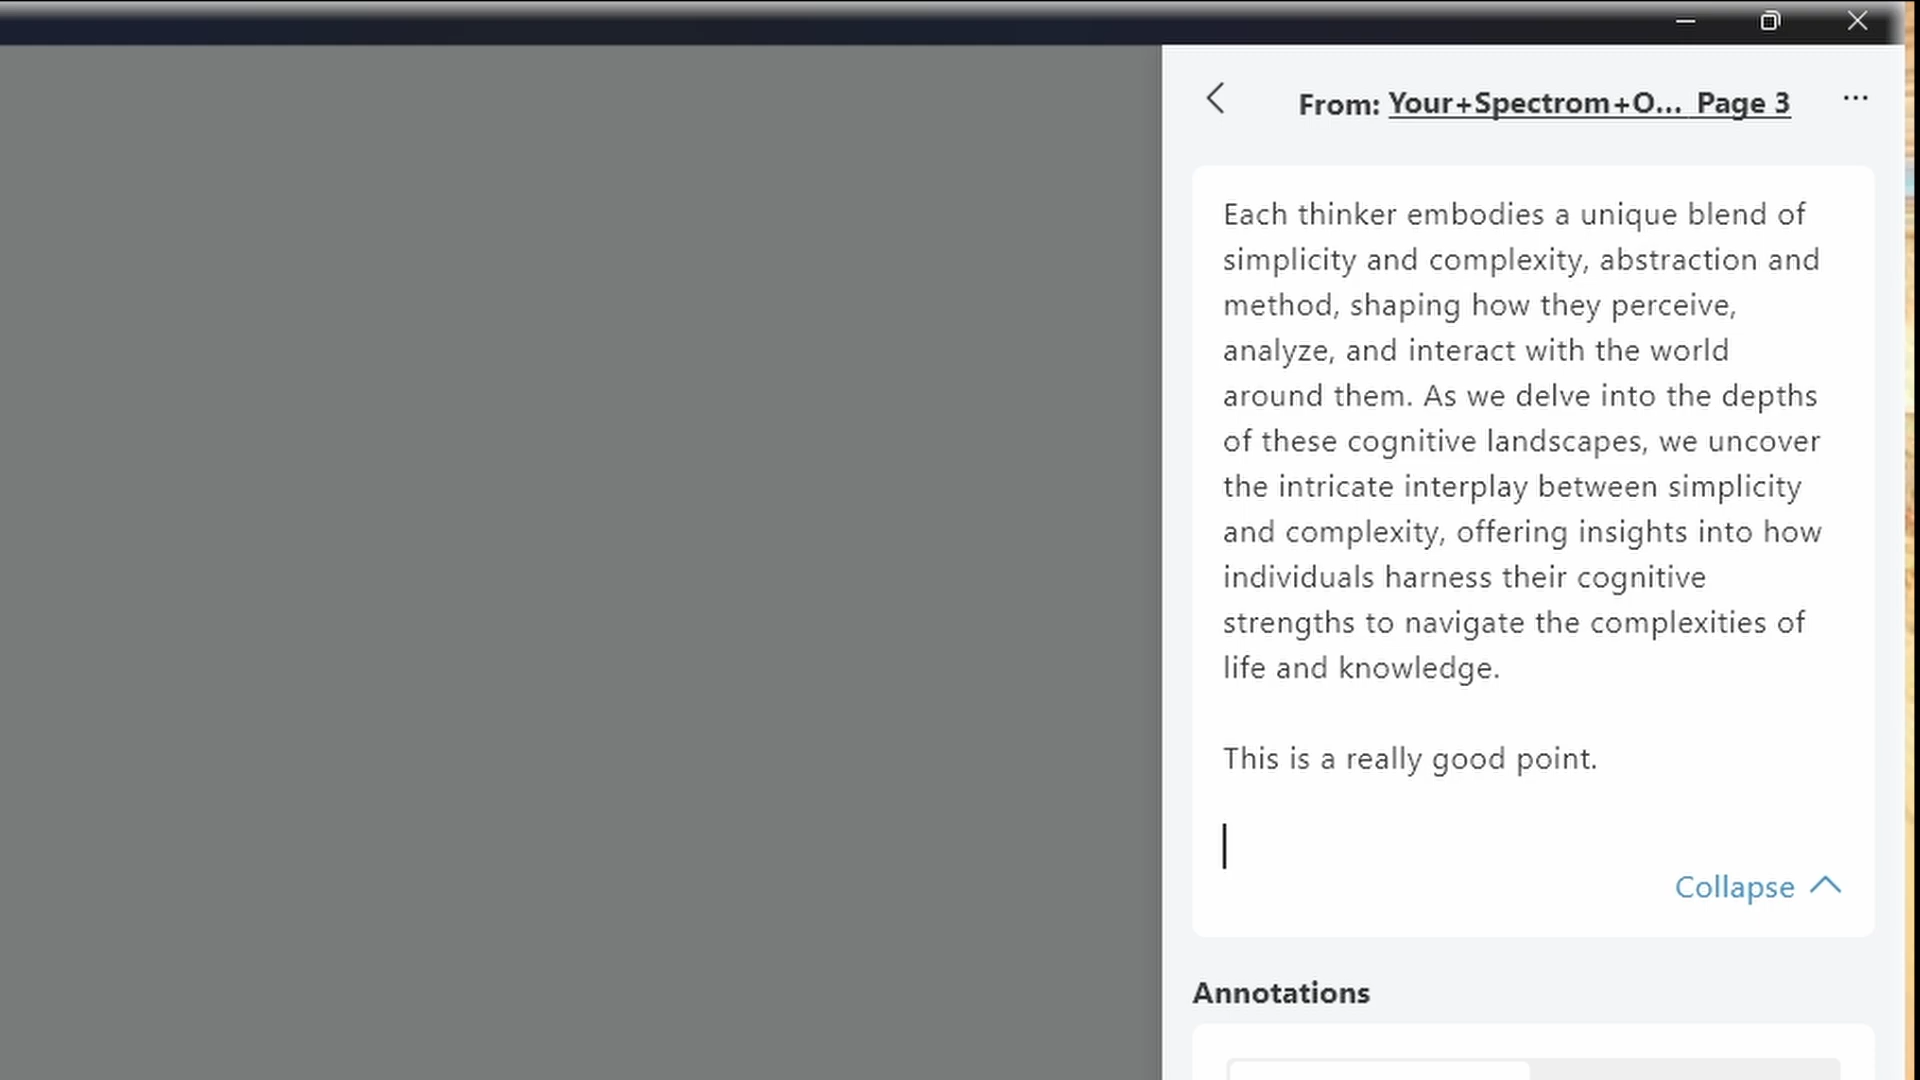 From: Your+Spectrom+O... Page 3
Each thinker embodies a unique blend of
simplicity and complexity, abstraction and
method, shaping how they perceive,
analyze, and interact with the world
around them. As we delve into the depths
of these cognitive landscapes, we uncover
the intricate interplay between simplicity
and complexity, offering insights into how
individuals harness their cognitive
strengths to navigate the complexities of
life and knowledge.
This is a really good point.
Collapse
Annotations